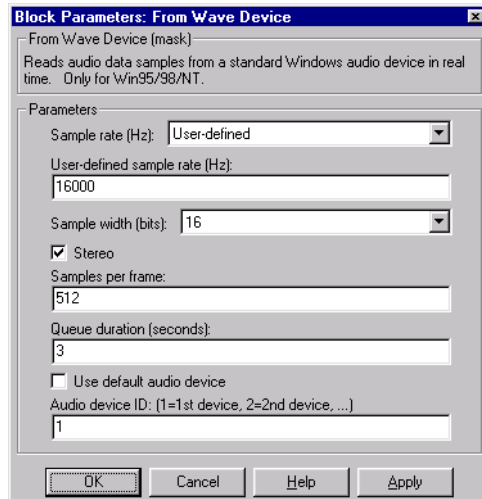 Block Parameters: From Wave Device
From Wave Device (mask)
Reads audio data samples from a standard Windows audio device in real
time.   Only for Win95/98/NT.
Parameters
Sample rate (Hz): User-defined
User-defined sample rate (Hz):
16000
Sample width (bits): 16
Stereo
Samples per frame:
512
Queue duration (seconds):
3
Use default audio device
Audio device ID: (1=1st device, 2=2nd device, ...)
1
OK Cancel Help Apply